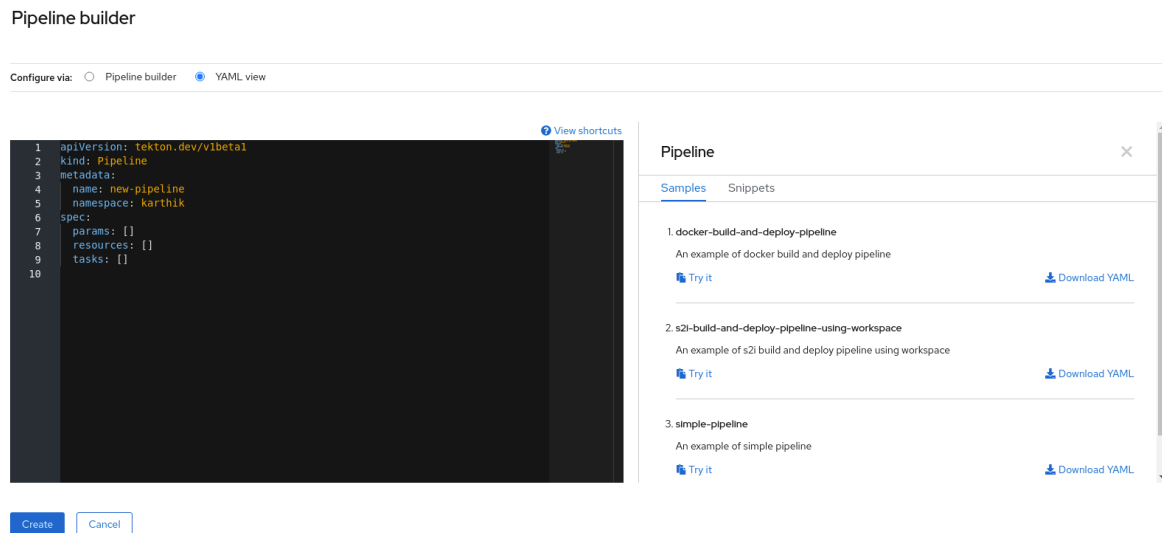 Pipeline builder
Configure via: Pipeline builder YAML view
View shortcuts
1 apiVersion: tekton.dev/v1beta1
2 kind: Pipeline
3 metadata:
4 name: new-pipeline
5 namespace: karthik
6 spec:
7 params: []
8 resources: []
9 tasks: []
10
Pipeline
Samples Snippets
1. docker-build-and-deploy-pipeline
An example of docker build and deploy pipeline
Try it Download YAML
2. s2i-build-and-deploy-pipeline-using-workspace
An example of s2i build and deploy pipeline using workspace
Try it Download YAML
3. simple-pipeline
An example of simple pipeline
Try it Download YAML
Create Cancel